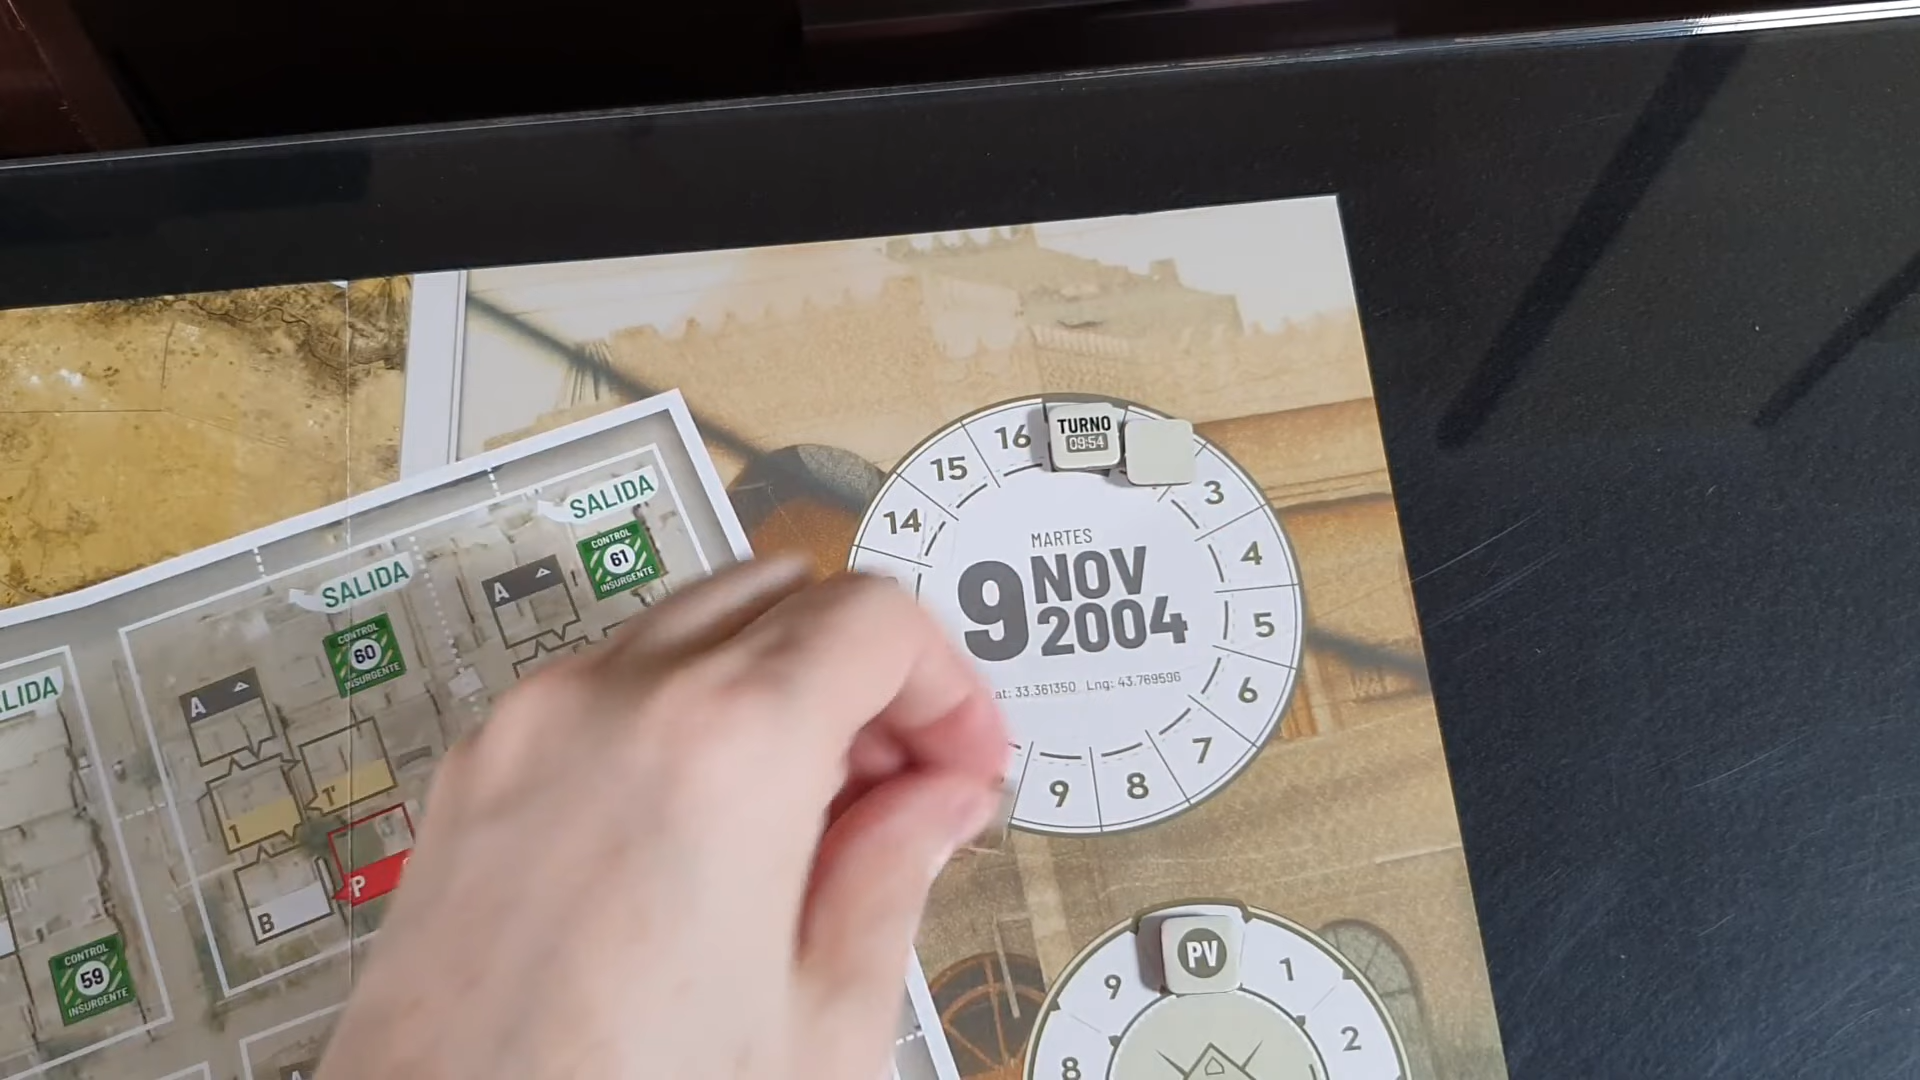 TURNO
09:54
16
15
14
3
4
5
6
7
8
9
MARTES
9 NOV
2004
at: 33.361350 Lng: 43.769596
SALIDA
CONTROL
61
INSURGENTE
A
SALIDA
CONTROL
60
INSURGENTE
A
1'
1
P
B
LIDA
CONTROL
59
INSURGENTE
PV
9
1
2
8